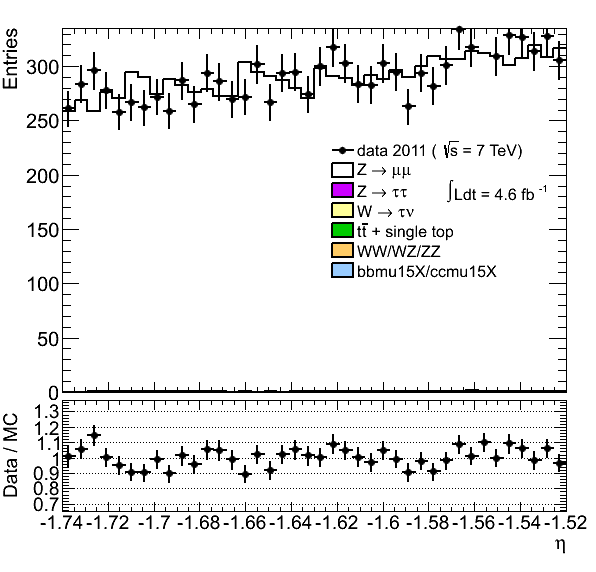 Entries
300
250
200
150
100
50
0
data 2011 ( √s = 7 TeV)
Z → μμ
Z → ττ
∫Ldt = 4.6 fb⁻¹
W → τν
tt̄ + single top
WW/WZ/ZZ
bbmu15X/ccmu15X
Data / MC
1.3
1.2
1.1
1
0.9
0.8
0.7
-1.74 -1.72 -1.7 -1.68 -1.66 -1.64 -1.62 -1.6 -1.58 -1.56 -1.54 -1.52
η